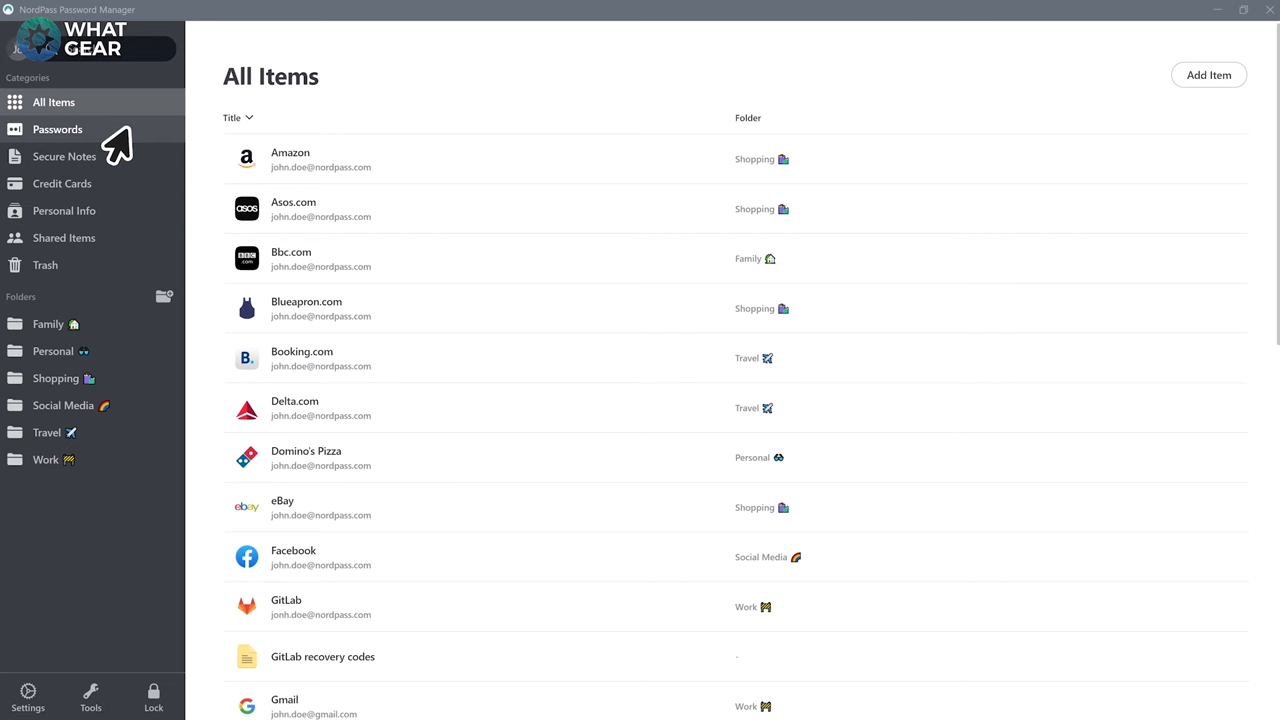 NordPass Password Manager
WHAT
GEAR
Categories
All Items
Passwords
Secure Notes
Credit Cards
Personal Info
Shared Items
Trash
Folders
Family
Personal
Shopping
Social Media
Travel
Work
Settings
Tools
Lock
All Items
Add Item
Title
Folder
a
Amazon
john.doe@nordpass.com
Shopping
asos
Asos.com
john.doe@nordpass.com
Shopping
BBC
.com
Bbc.com
john.doe@nordpass.com
Family
Blueapron.com
john.doe@nordpass.com
Shopping
B.
Booking.com
john.doe@nordpass.com
Travel
Delta.com
john.doe@nordpass.com
Travel
Domino's Pizza
john.doe@nordpass.com
Personal
ebay
eBay
john.doe@nordpass.com
Shopping
Facebook
john.doe@nordpass.com
Social Media
GitLab
jonh.doe@nordpass.com
Work
GitLab recovery codes
-
Gmail
john.doe@gmail.com
Work